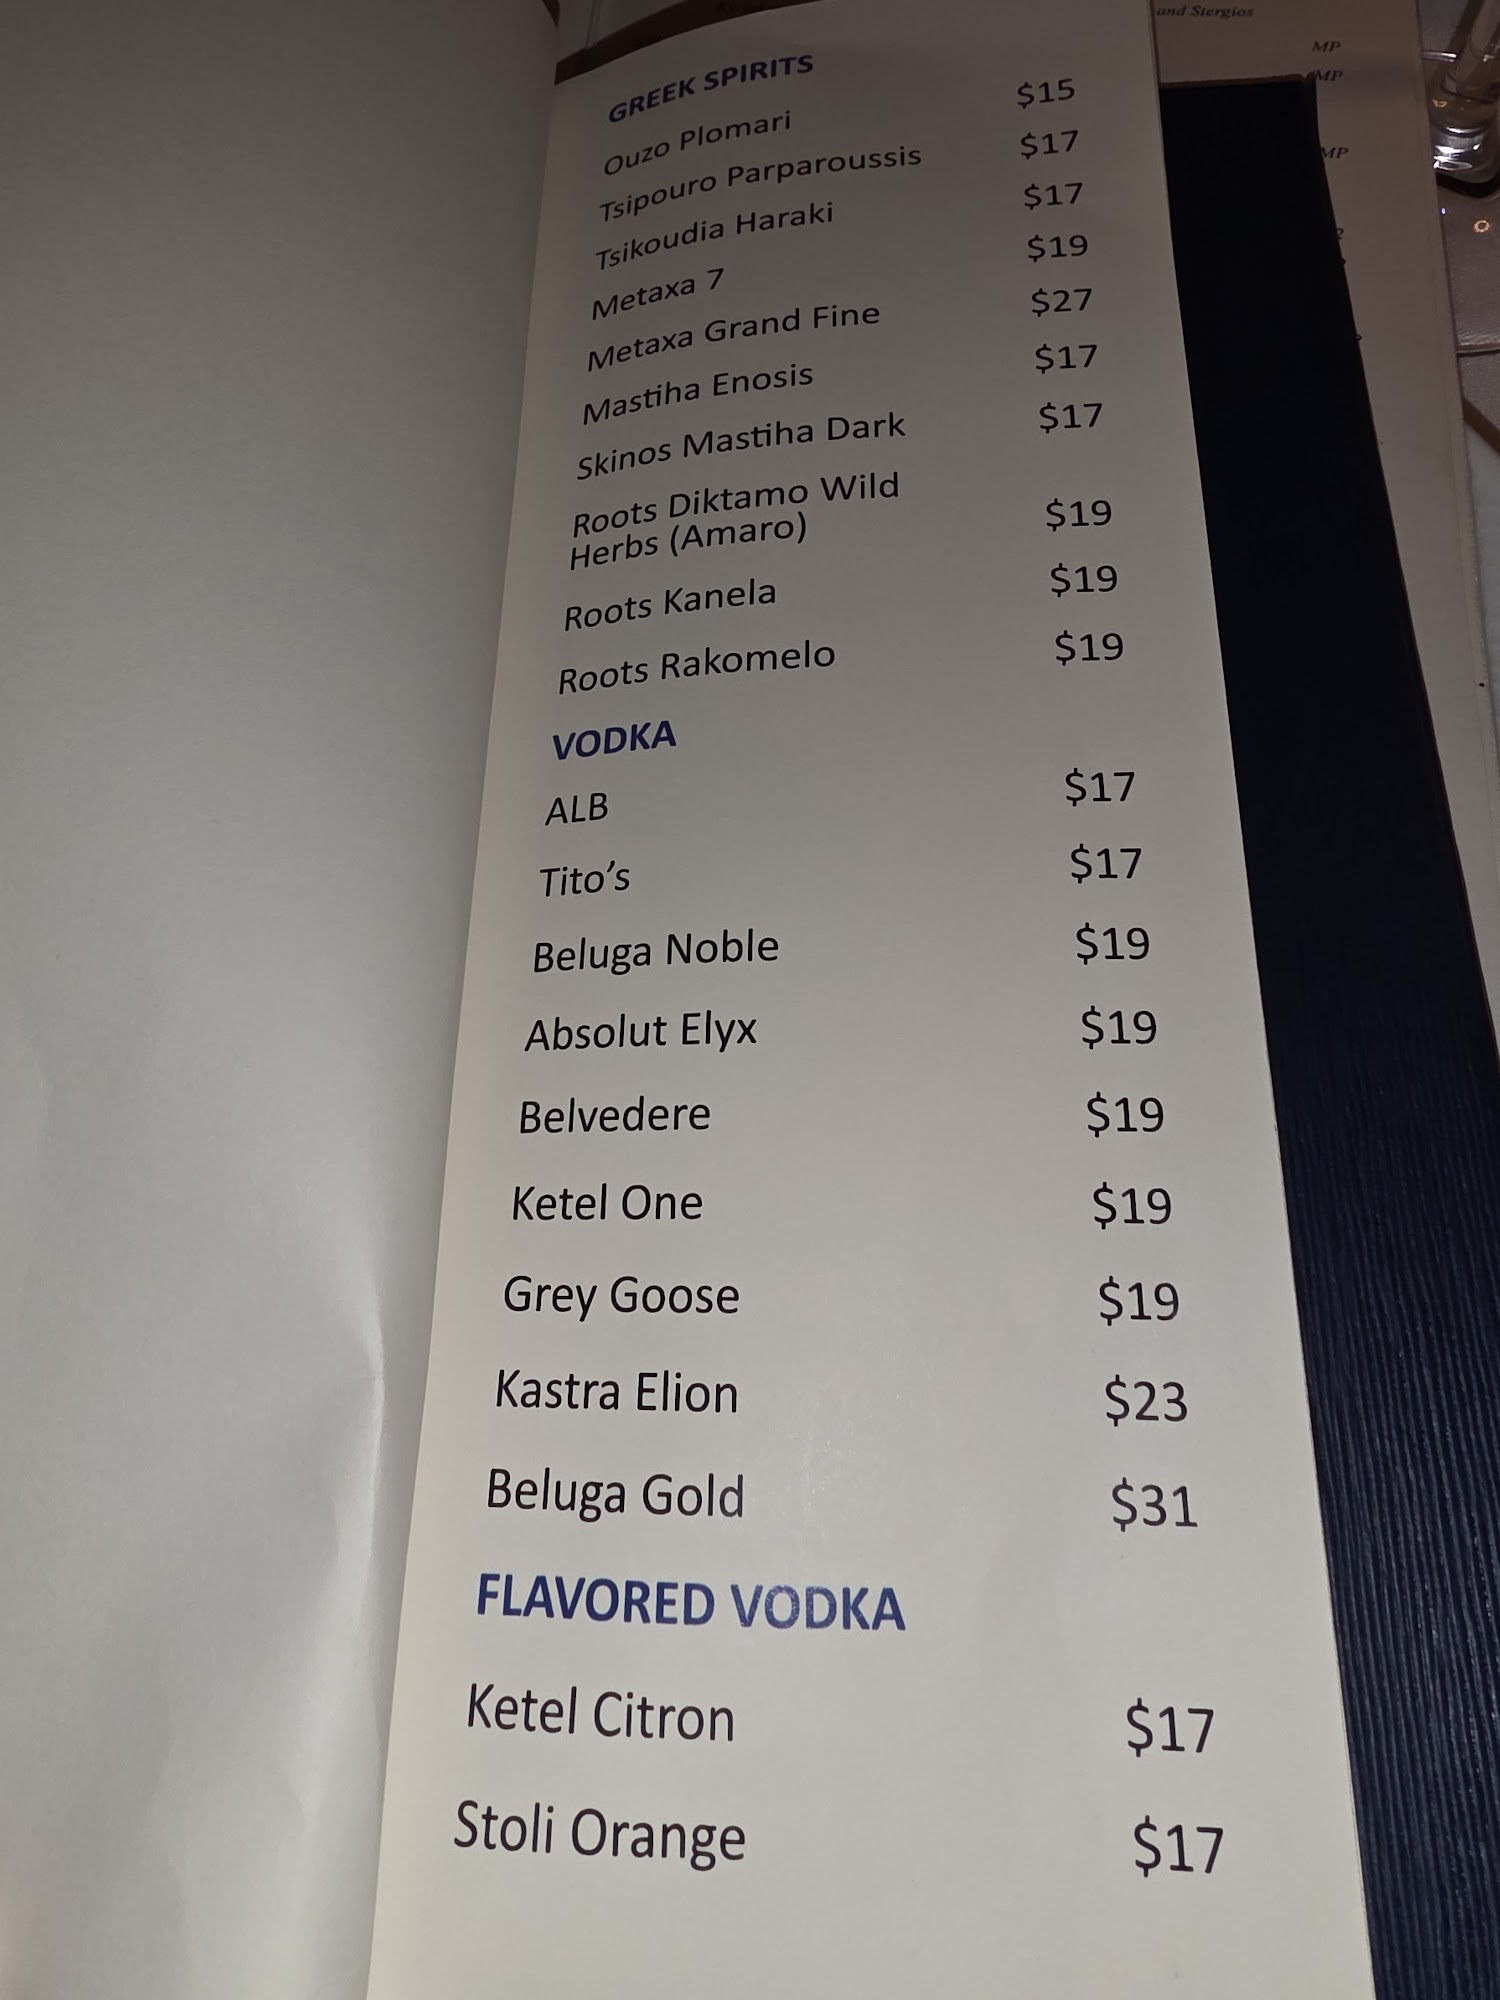 and Stergios
MP
MP
MP
GREEK SPIRITS
Ouzo Plomari $15
Tsipouro Parparoussis $17
Tsikoudia Haraki $17
Metaxa 7 $19
Metaxa Grand Fine $27
Mastiha Enosis $17
Skinos Mastiha Dark $17
Roots Diktamo Wild
Herbs (Amaro) $19
Roots Kanela $19
Roots Rakomelo $19
VODKA
ALB $17
Tito's $17
Beluga Noble $19
Absolut Elyx $19
Belvedere $19
Ketel One $19
Grey Goose $19
Kastra Elion $23
Beluga Gold $31
FLAVORED VODKA
Ketel Citron $17
Stoli Orange $17